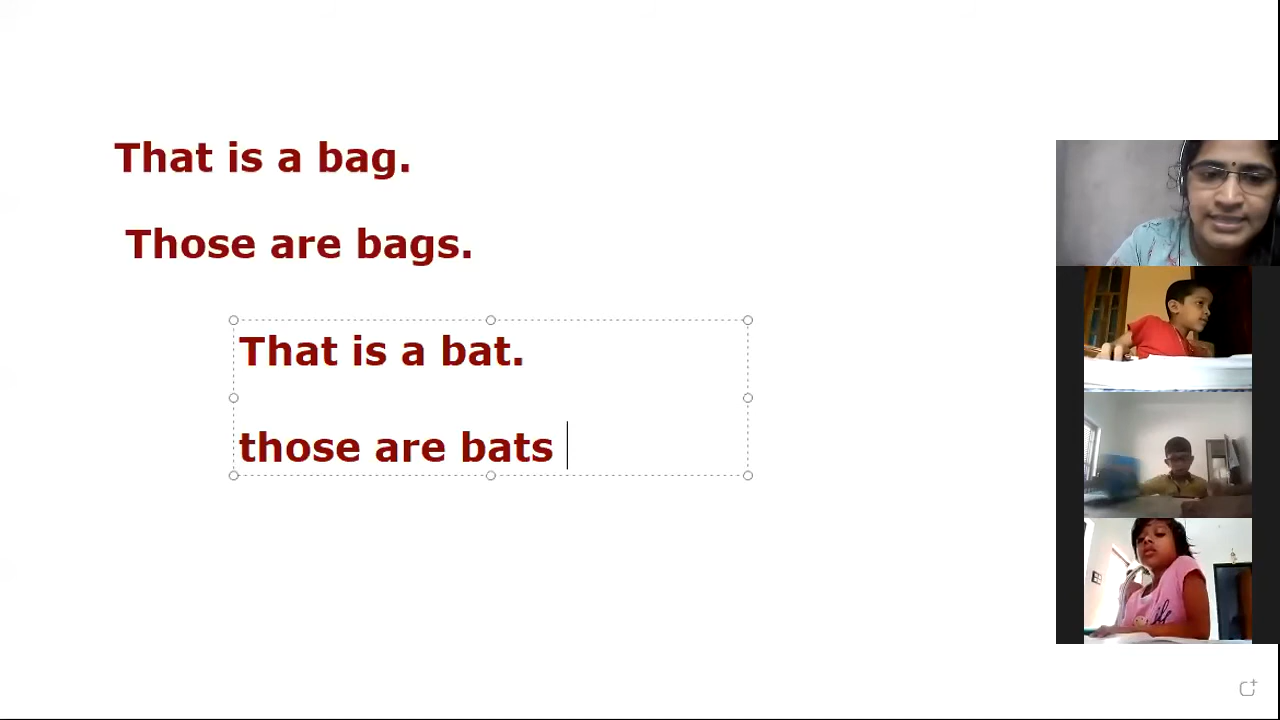 That is a bag.
Those are bags.
That is a bat.
those are bats